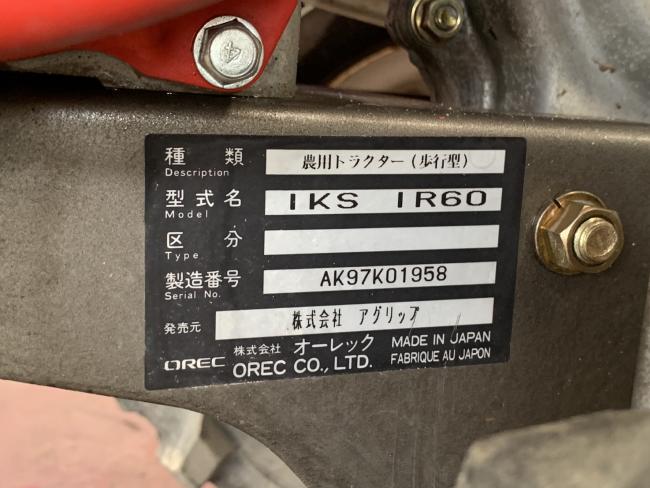 4
種類 農用トラクター(歩行型)
Description
型式名 IKS IR60
Model
区分
Type
製造番号 AK97K01958
Serial No.
発売元 株式会社 アグリップ
OREC 株式会社 オーレック MADE IN JAPAN
OREC CO., LTD. FABRIQUE AU JAPON